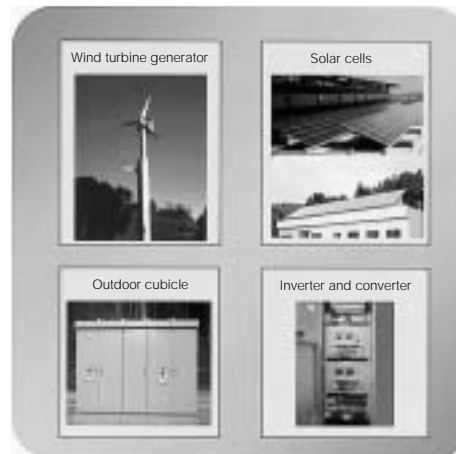 Wind turbine generator
Solar cells
Outdoor cubicle
Inverter and converter